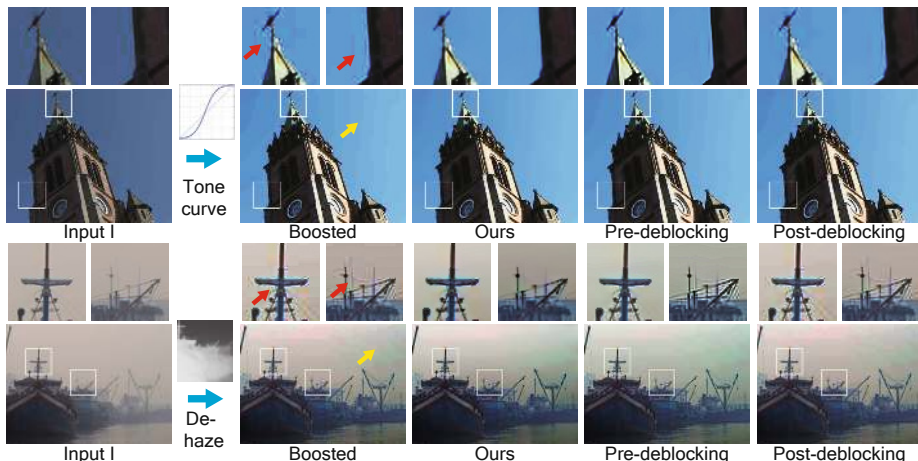 Tone
curve
Input I
Boosted
Ours
Pre-deblocking
Post-deblocking
De-
haze
Input I
Boosted
Ours
Pre-deblocking
Post-deblocking